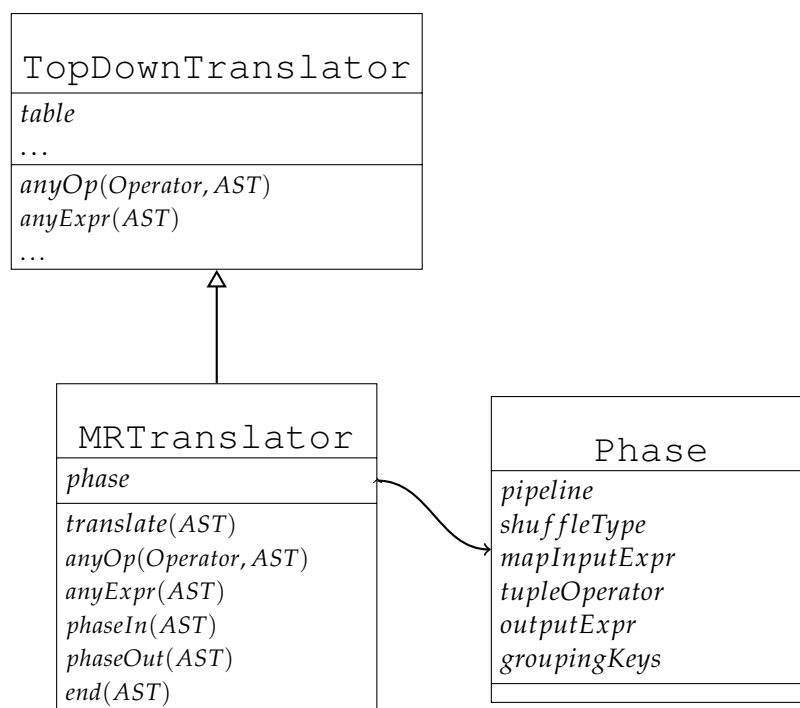 TopDownTranslator
table
...
anyOp(Operator, AST)
anyExpr(AST)
...
MRTranslator
phase
translate(AST)
anyOp(Operator, AST)
anyExpr(AST)
phaseIn(AST)
phaseOut(AST)
end(AST)
Phase
pipeline
shuffleType
mapInputExpr
tupleOperator
outputExpr
groupingKeys